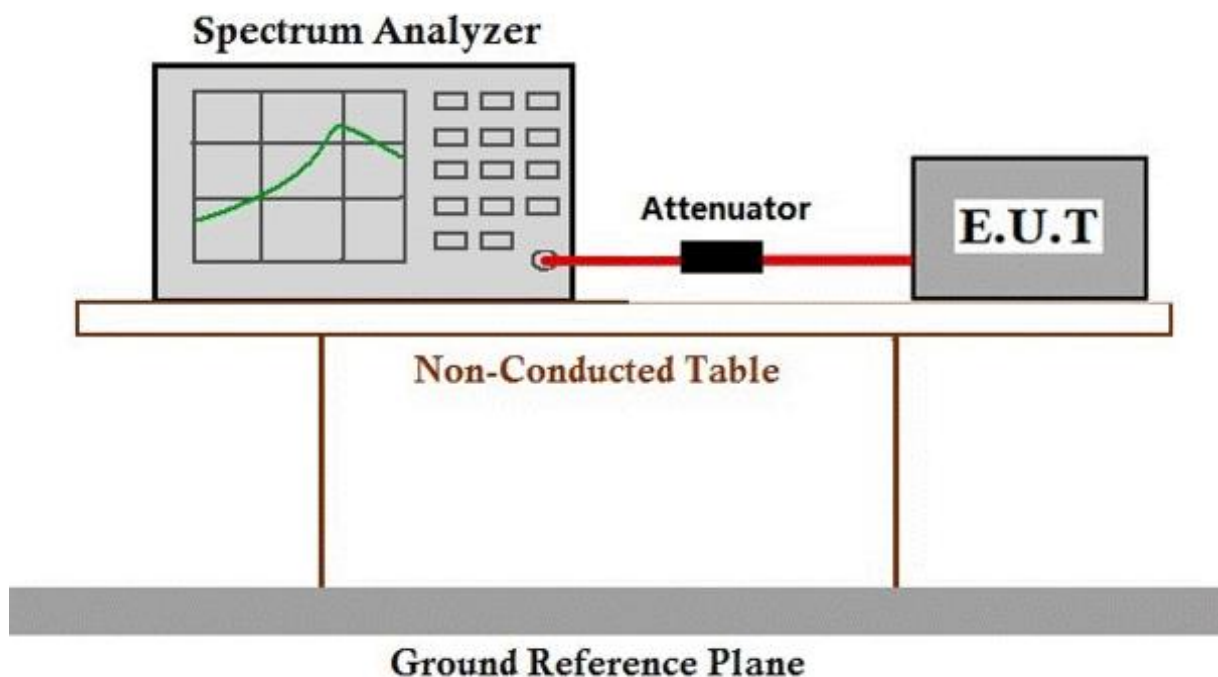 Spectrum Analyzer
Attenuator
E.U.T
Non-Conducted Table
Ground Reference Plane